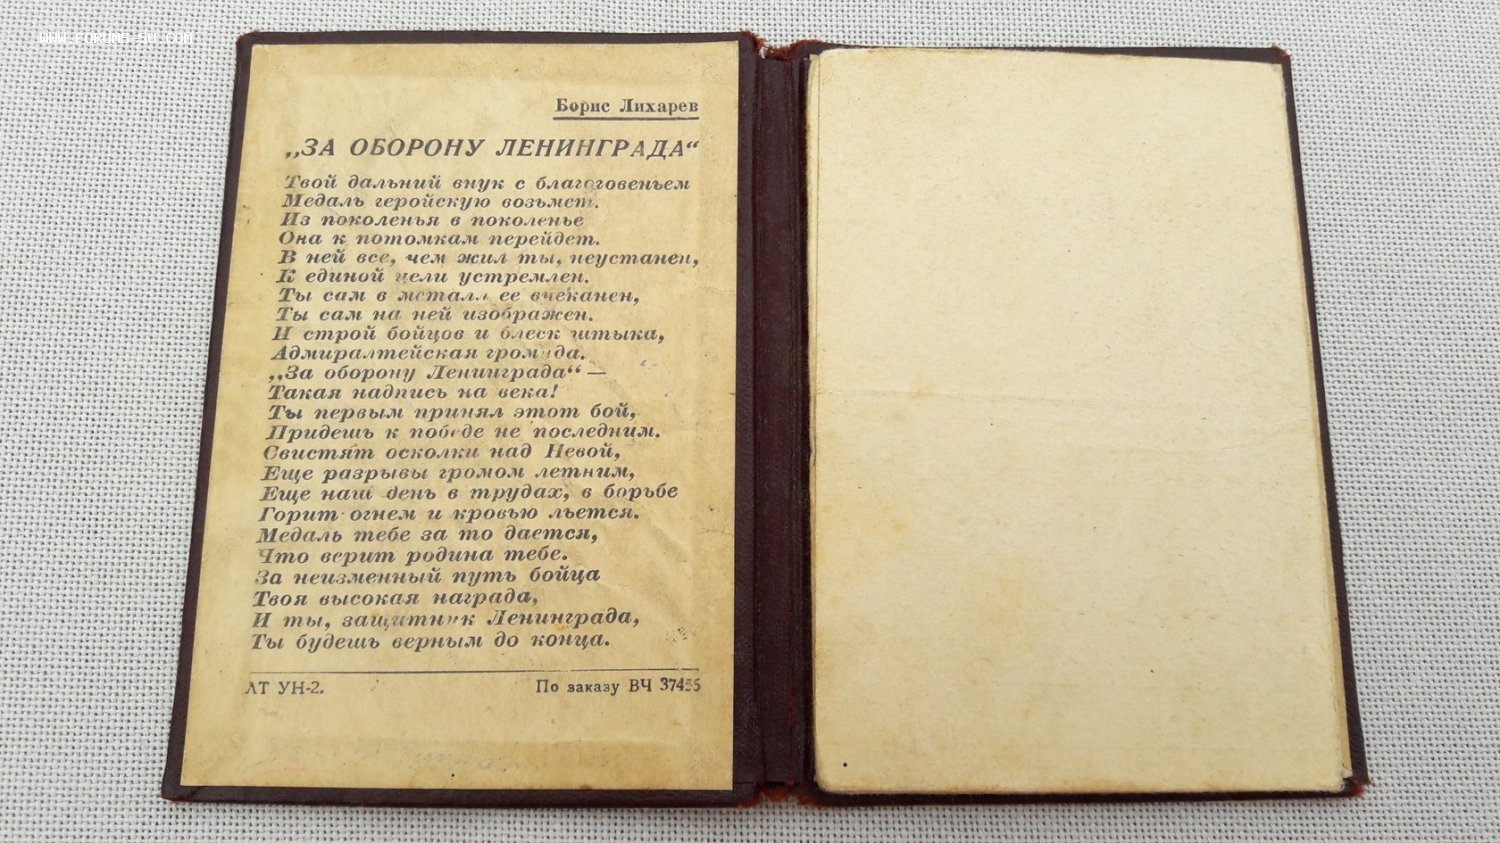 www.forums-su.com
Борис Лихарев
„ЗА ОБОРОНУ ЛЕНИНГРАДА“
Твой дальний внук с благоговеньем
Медаль геройскую возьмет.
Из поколенья в поколенье
Она к потомкам перейдет.
В ней все, чем жил ты, неустанен,
К единой цели устремлен.
Ты сам в металл ее вчеканен,
Ты сам на ней изображен.
И строй бойцов и блеск штыка,
Адмиралтейская громада.
„За оборону Ленинграда“ —
Такая надпись на века!
Ты первым принял этот бой,
Придешь к победе не последним.
Свистят осколки над Невой,
Еще разрывы громом летним,
Еще наш день в трудах, в борьбе
Горит огнем и кровью льется.
Медаль тебе за то дается,
Что верит родина тебе.
За неизменный путь бойца
Твоя высокая награда,
И ты, защитник Ленинграда,
Ты будешь верным до конца.
ЛТ УН-2. По заказу ВЧ